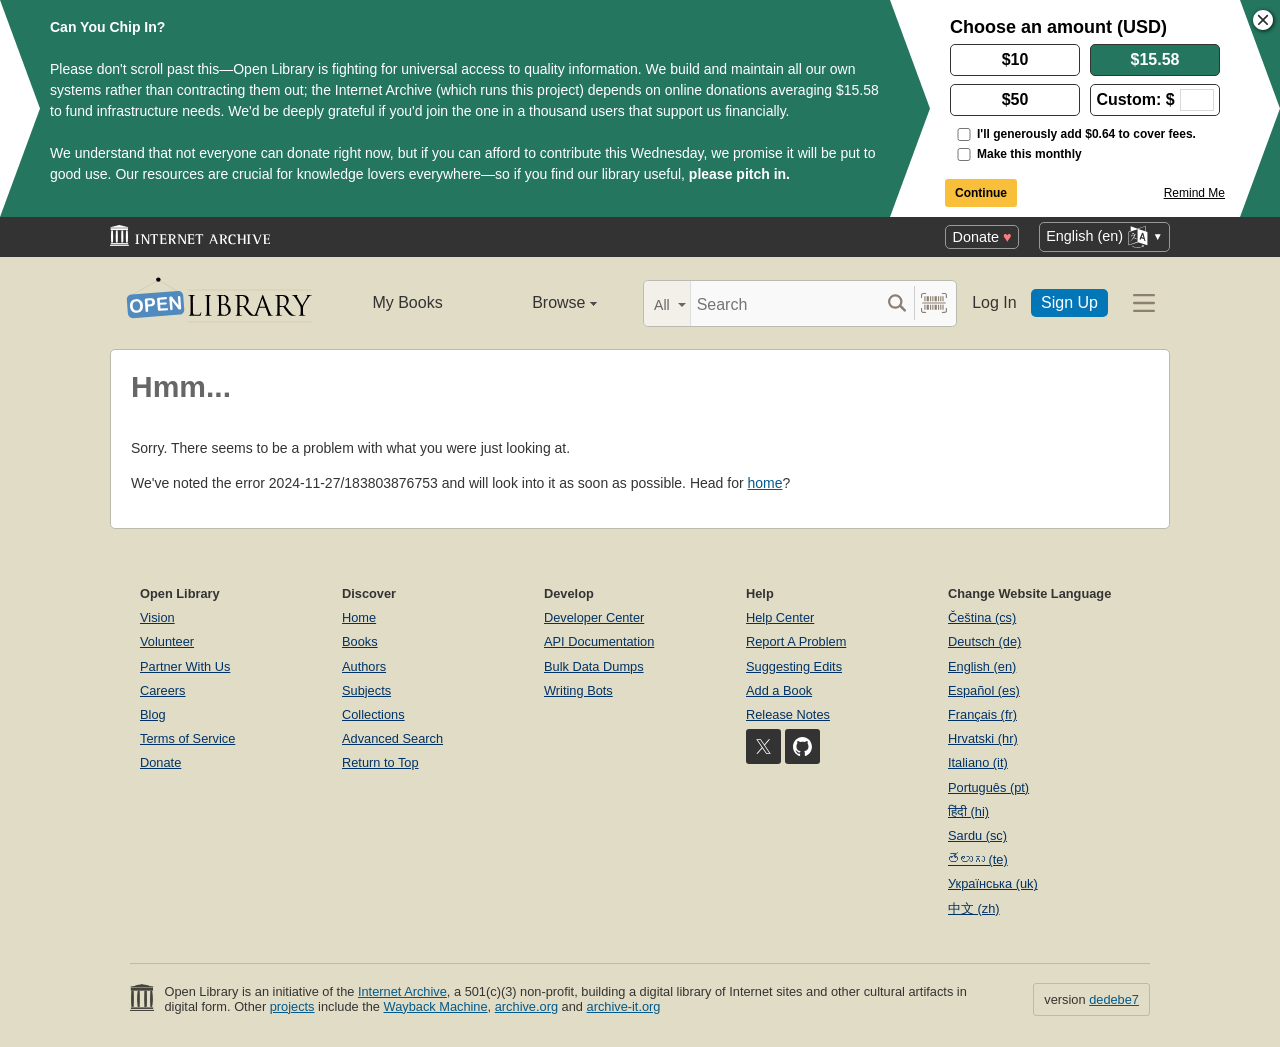 Can You Chip In?
Please don't scroll past this—Open Library is fighting for universal access to quality information. We build and maintain all our own
systems rather than contracting them out; the Internet Archive (which runs this project) depends on online donations averaging $15.58
to fund infrastructure needs. We'd be deeply grateful if you'd join the one in a thousand users that support us financially.
We understand that not everyone can donate right now, but if you can afford to contribute this Wednesday, we promise it will be put to
good use. Our resources are crucial for knowledge lovers everywhere—so if you find our library useful, please pitch in.
Choose an amount (USD)
$10 $15.58
$50 Custom: $
I'll generously add $0.64 to cover fees.
Make this monthly
Continue Remind Me
INTERNET ARCHIVE Donate ♥ English (en)
OPEN LIBRARY My Books Browse All Search Log In Sign Up
Hmm...
Sorry. There seems to be a problem with what you were just looking at.
We've noted the error 2024-11-27/183803876753 and will look into it as soon as possible. Head for home?
Open Library
Vision
Volunteer
Partner With Us
Careers
Blog
Terms of Service
Donate
Discover
Home
Books
Authors
Subjects
Collections
Advanced Search
Return to Top
Develop
Developer Center
API Documentation
Bulk Data Dumps
Writing Bots
Help
Help Center
Report A Problem
Suggesting Edits
Add a Book
Release Notes
Change Website Language
Čeština (cs)
Deutsch (de)
English (en)
Español (es)
Français (fr)
Hrvatski (hr)
Italiano (it)
Português (pt)
हिंदी (hi)
Sardu (sc)
తెలుగు (te)
Українська (uk)
中文 (zh)
Open Library is an initiative of the Internet Archive, a 501(c)(3) non-profit, building a digital library of Internet sites and other cultural artifacts in
digital form. Other projects include the Wayback Machine, archive.org and archive-it.org
version dedebe7